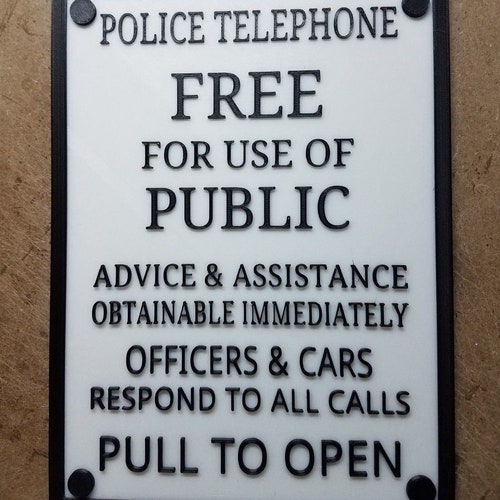 POLICE TELEPHONE
FREE
FOR USE OF
PUBLIC
ADVICE & ASSISTANCE
OBTAINABLE IMMEDIATELY
OFFICERS & CARS
RESPOND TO ALL CALLS
PULL TO OPEN